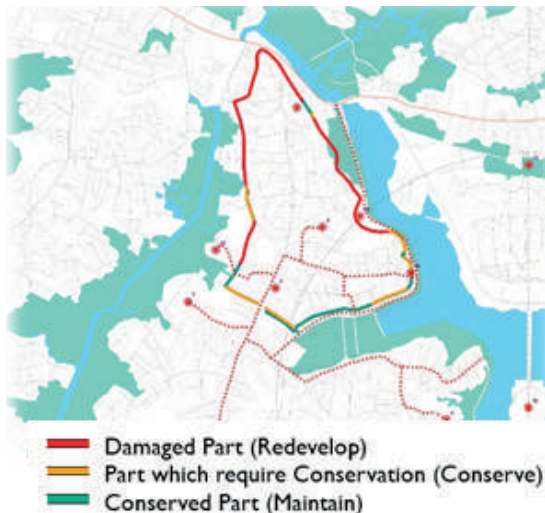 Damaged Part (Redevelop)
Part which require Conservation (Conserve)
Conserved Part (Maintain)